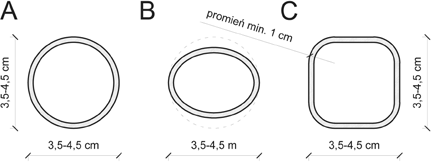 A
B
C
promień min. 1 cm
3,5-4,5 cm
3,5-4,5 cm
3,5-4,5 cm
3,5-4,5 m
3,5-4,5 cm